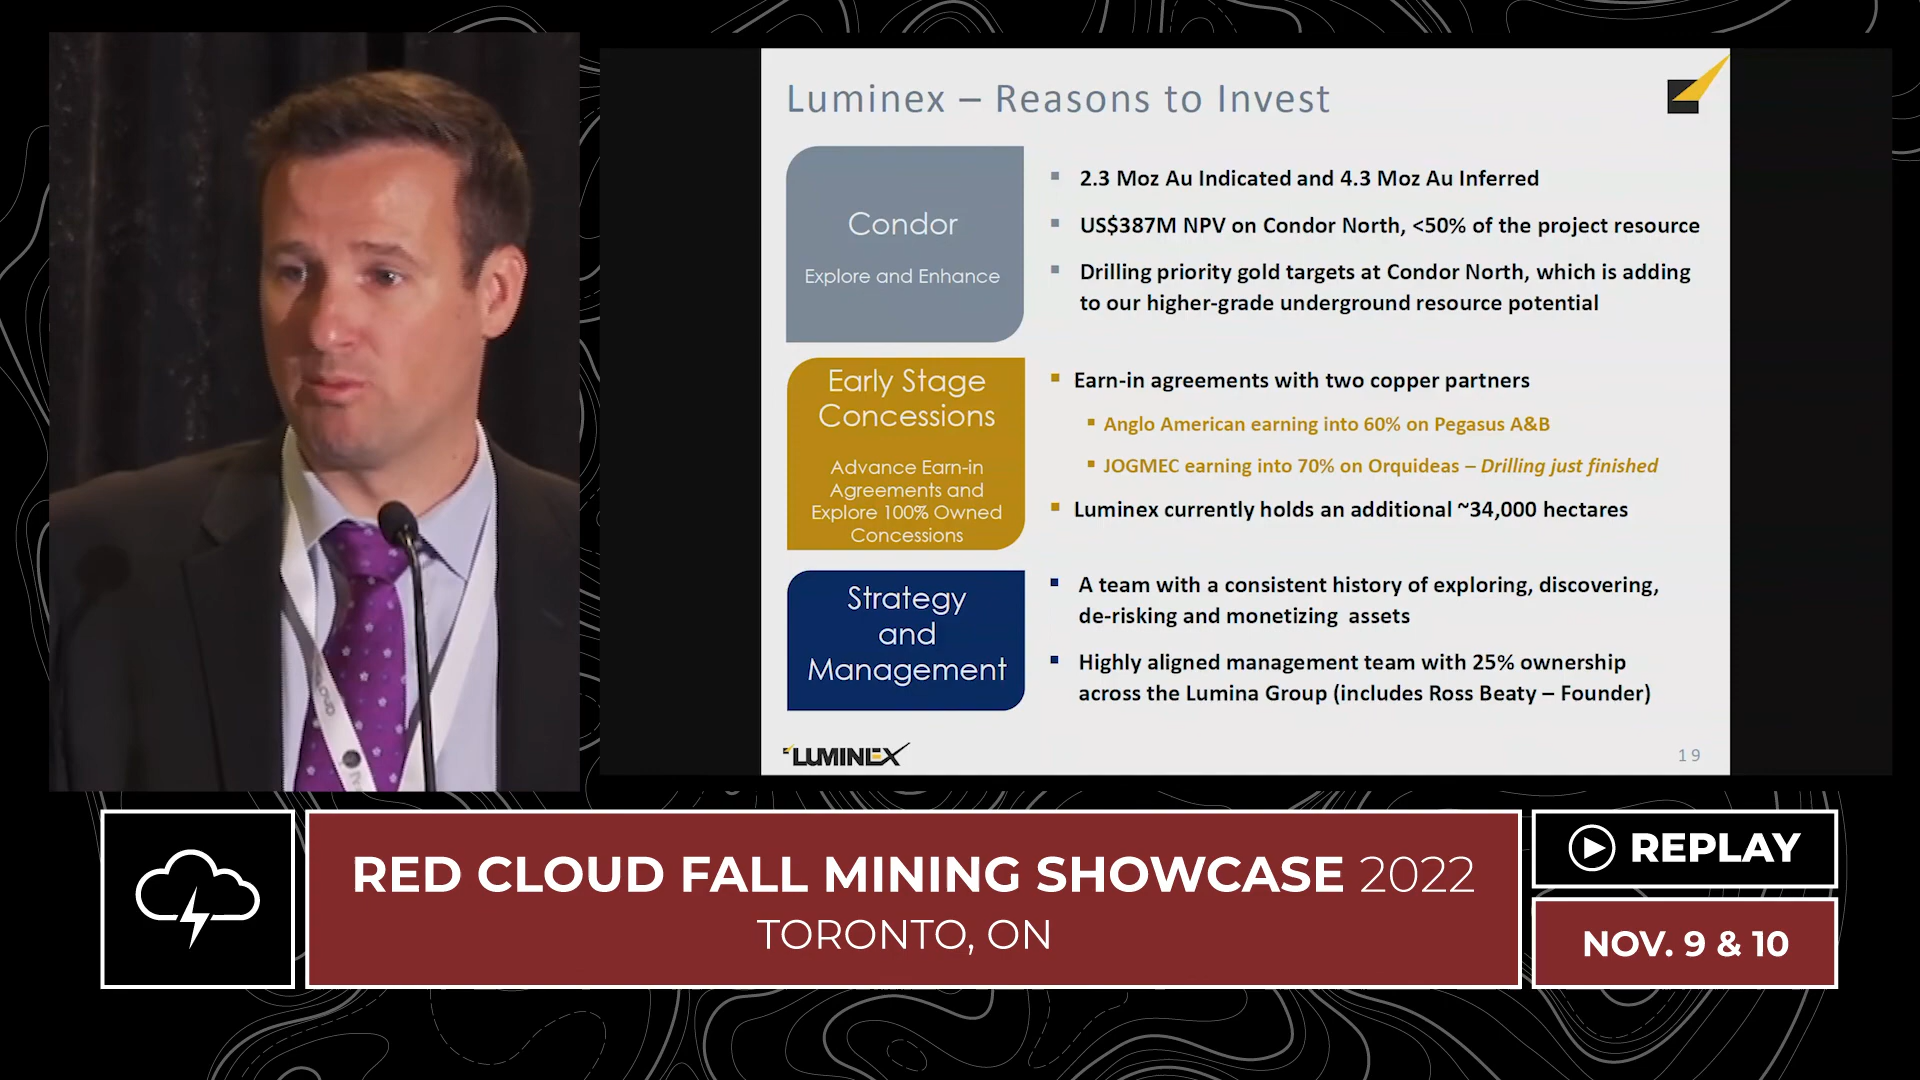 Luminex – Reasons to Invest
Condor
Explore and Enhance
▪ 2.3 Moz Au Indicated and 4.3 Moz Au Inferred
▪ US$387M NPV on Condor North, <50% of the project resource
▪ Drilling priority gold targets at Condor North, which is adding
to our higher-grade underground resource potential
Early Stage
Concessions
Advance Earn-in
Agreements and
Explore 100% Owned
Concessions
▪ Earn-in agreements with two copper partners
▪ Anglo American earning into 60% on Pegasus A&B
▪ JOGMEC earning into 70% on Orquideas – Drilling just finished
▪ Luminex currently holds an additional ~34,000 hectares
Strategy
and
Management
▪ A team with a consistent history of exploring, discovering,
de-risking and monetizing assets
▪ Highly aligned management team with 25% ownership
across the Lumina Group (includes Ross Beaty – Founder)
LUMINEX
19
RED CLOUD FALL MINING SHOWCASE 2022
TORONTO, ON
REPLAY
NOV. 9 & 10